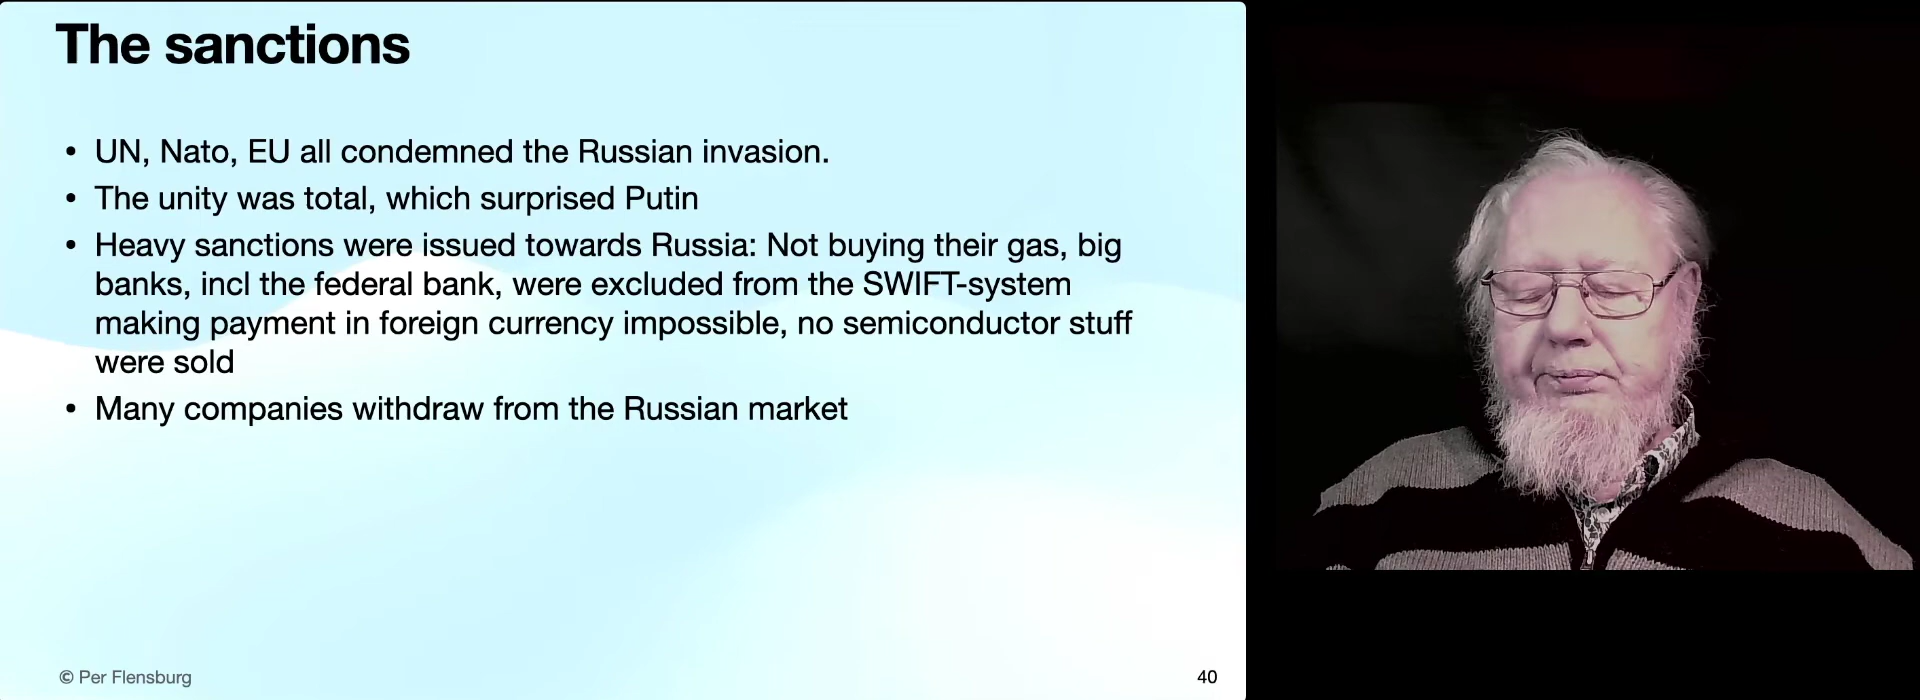 The sanctions
• UN, Nato, EU all condemned the Russian invasion.
• The unity was total, which surprised Putin
• Heavy sanctions were issued towards Russia: Not buying their gas, big
banks, incl the federal bank, were excluded from the SWIFT-system
making payment in foreign currency impossible, no semiconductor stuff
were sold
• Many companies withdraw from the Russian market
© Per Flensburg
40